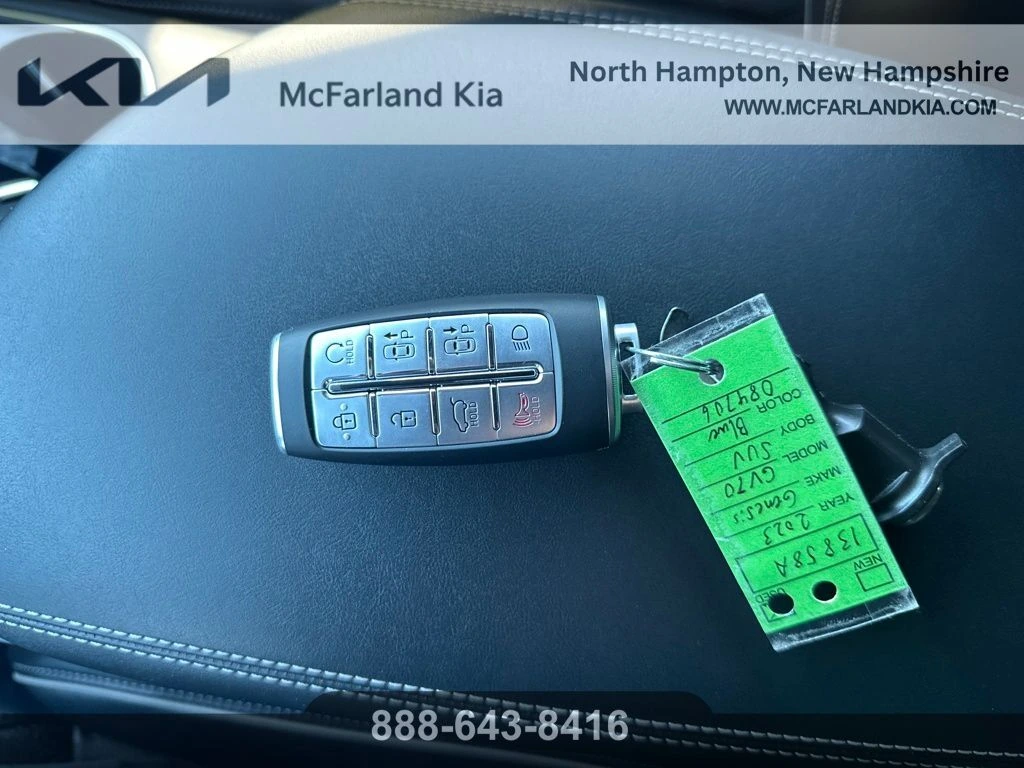 KIA
McFarland Kia
North Hampton, New Hampshire
WWW.MCFARLANDKIA.COM
HOLD
P
P
HOLD
HOLD
NEW
USED
13858A
YEAR 2023
MAKE Genesis
MODEL GV70
BODY SUV
COLOR Blue
084706
888-643-8416